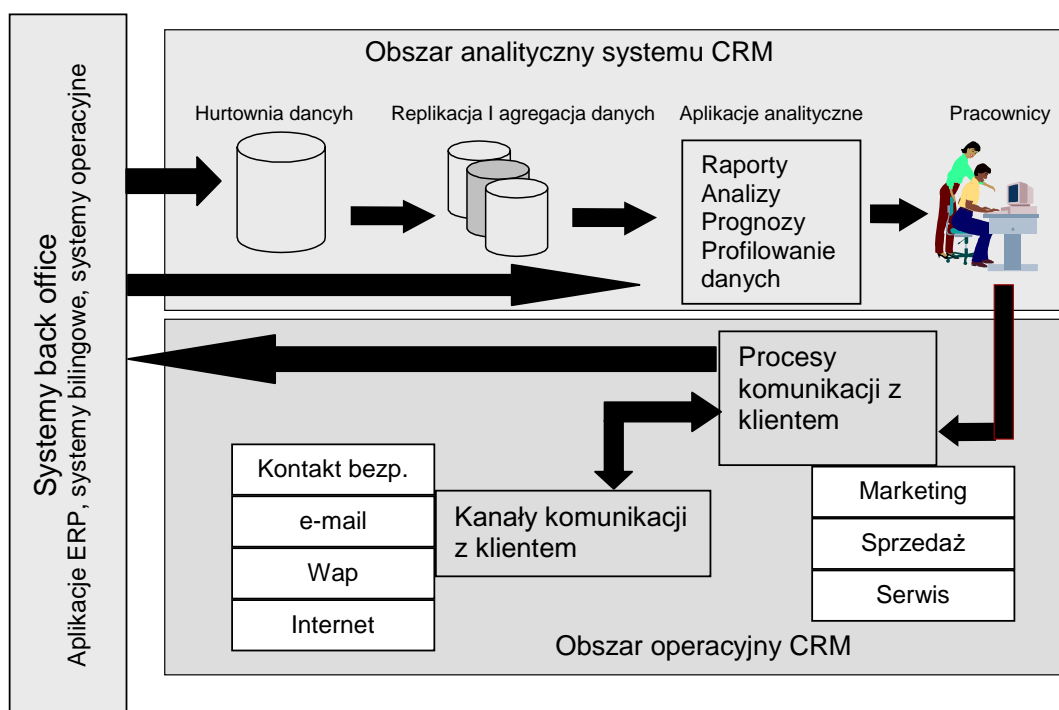 Systemy back office
Aplikacje ERP, systemy bilingowe, systemy operacyjne
Obszar analityczny systemu CRM
Hurtownia dancyh
Replikacja I agregacja danych
Aplikacje analityczne
Pracownicy
Raporty
Analizy
Prognozy
Profilowanie
danych
Procesy
komunikacji z
klientem
Kontakt bezp.
e-mail
Wap
Internet
Kanały komunikacji
z klientem
Marketing
Sprzedaż
Serwis
Obszar operacyjny CRM